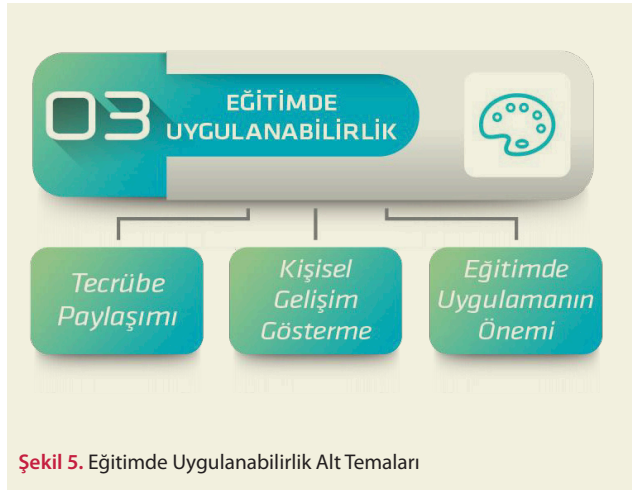 03
EĞİTİMDE
UYGULANABİLİRLİK
Tecrübe
Paylaşımı
Kişisel
Gelişim
Gösterme
Eğitimde
Uygulamanın
Önemi
Şekil 5. Eğitimde Uygulanabilirlik Alt Temaları